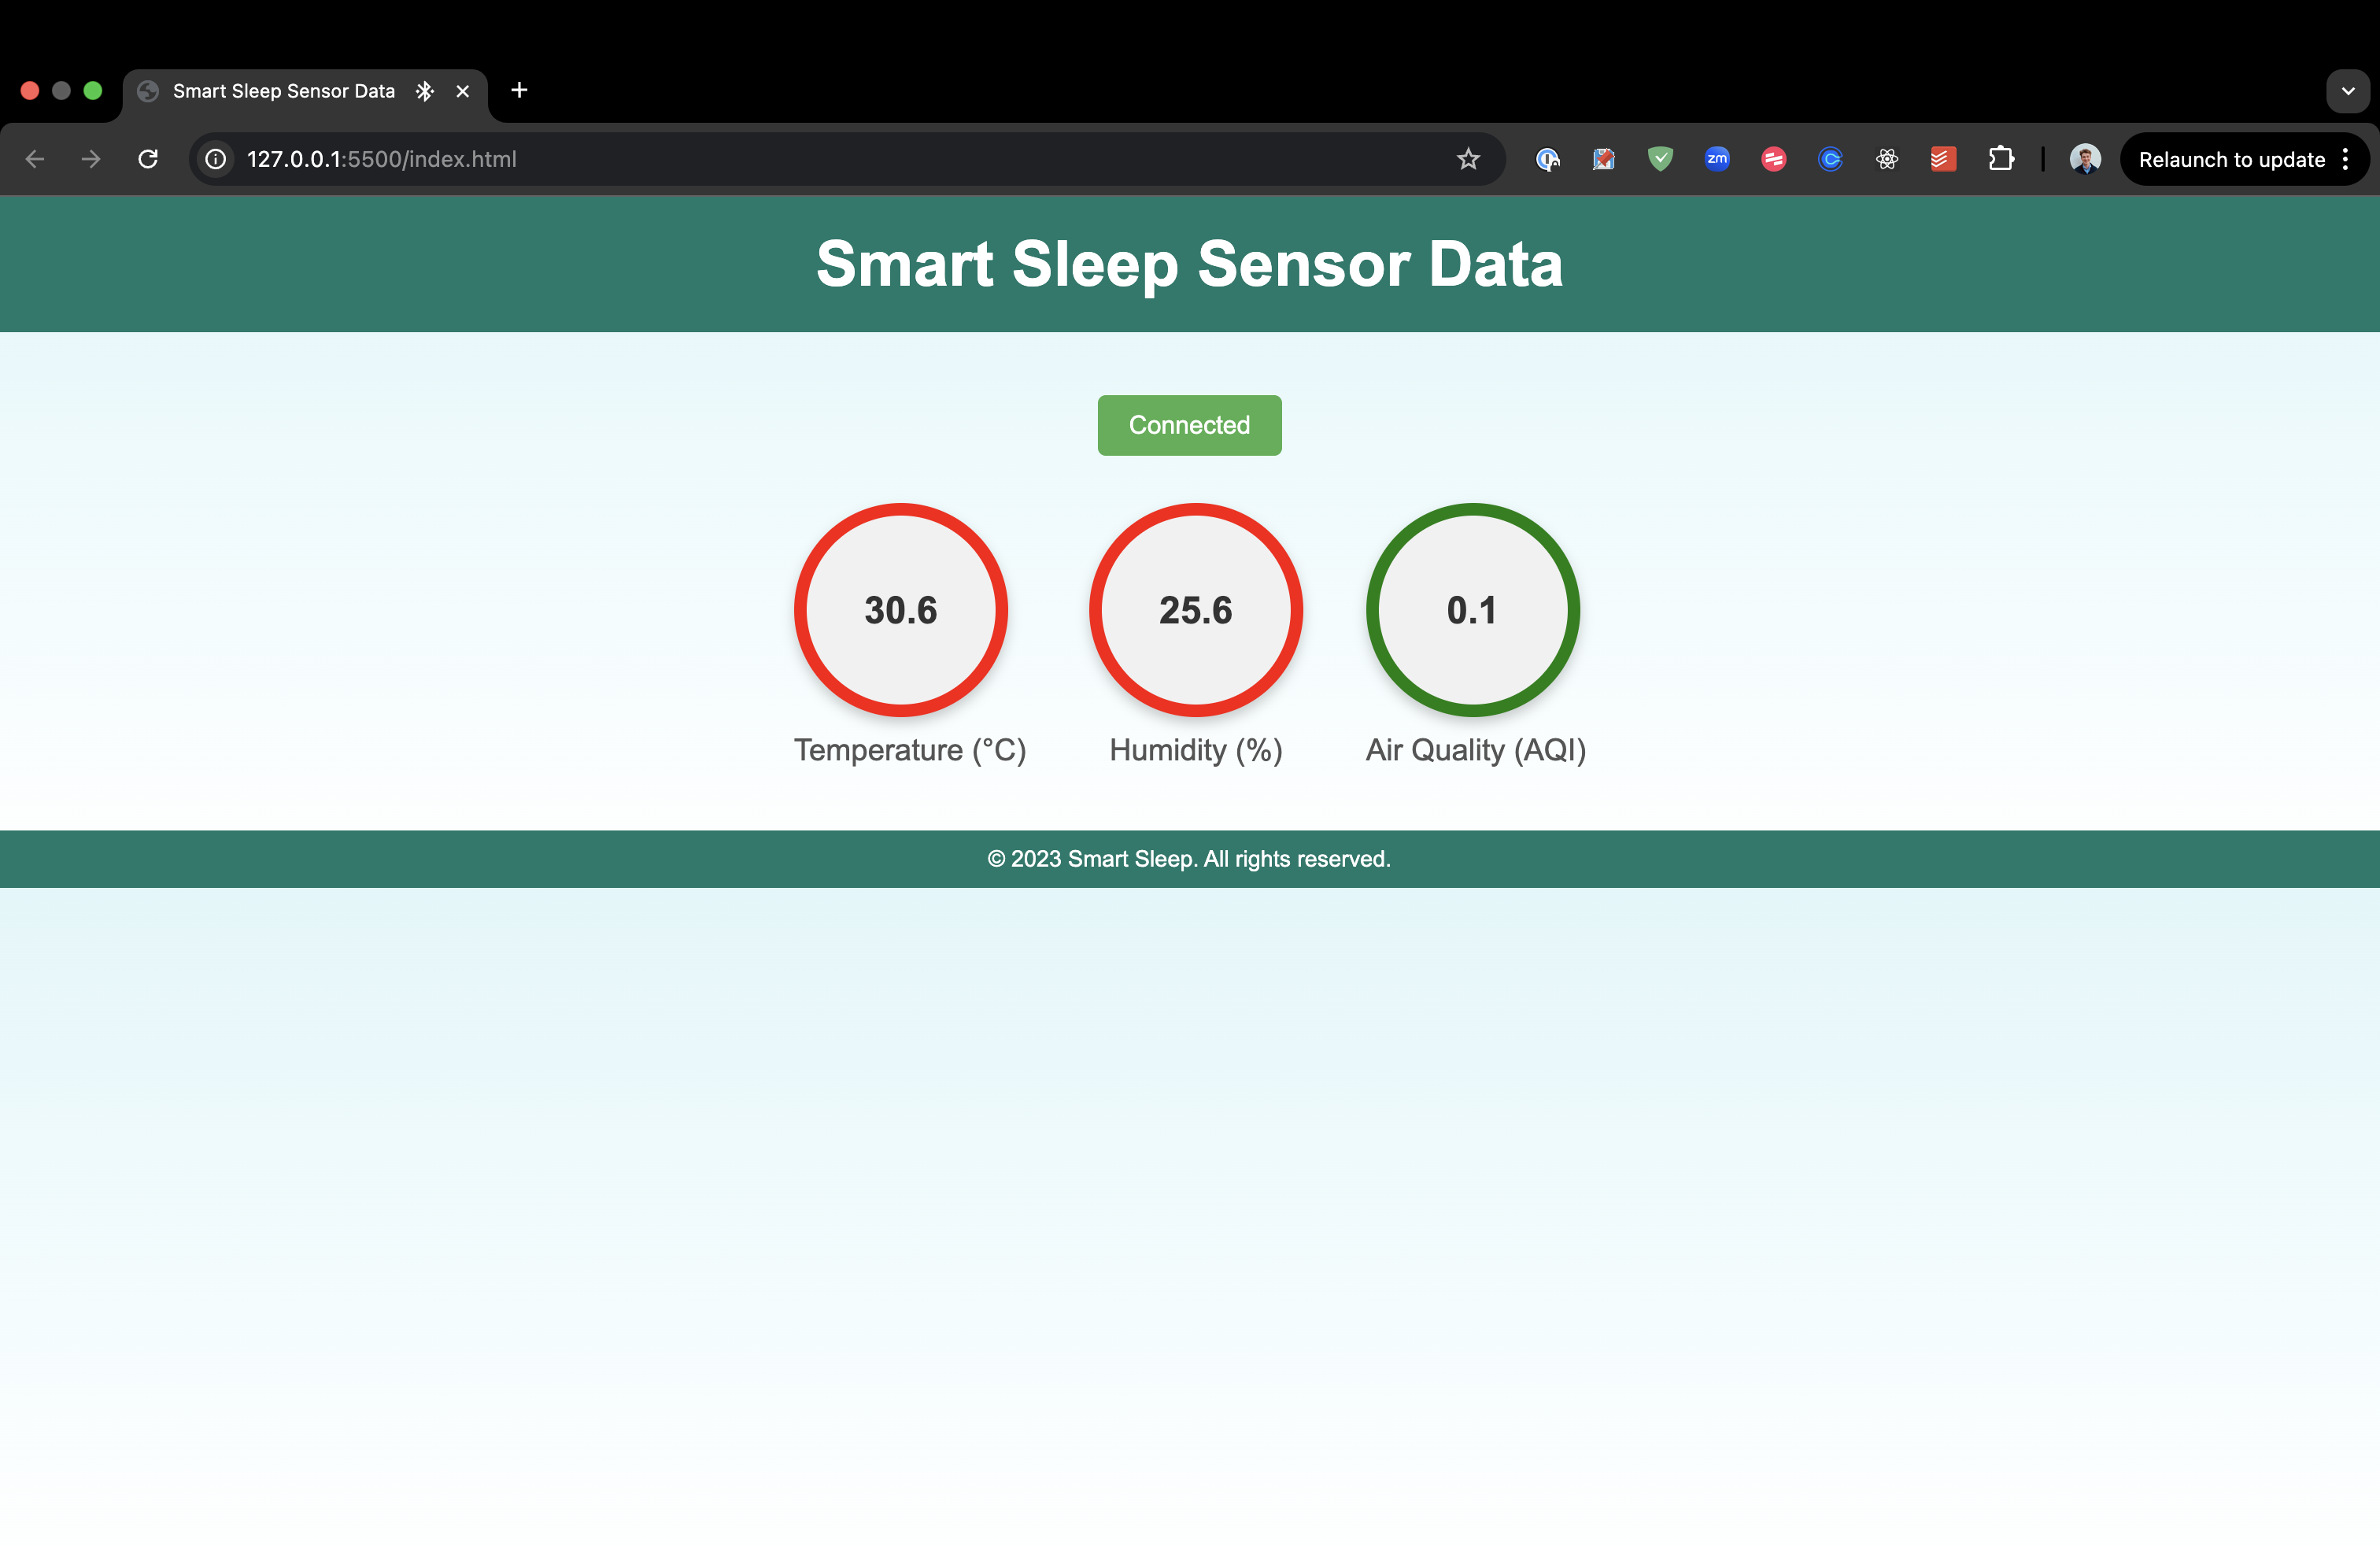 Smart Sleep Sensor Data
127.0.0.1:5500/index.html
zm
Relaunch to update
Smart Sleep Sensor Data
Connected
30.6
25.6
0.1
Temperature (°C)
Humidity (%)
Air Quality (AQI)
© 2023 Smart Sleep. All rights reserved.